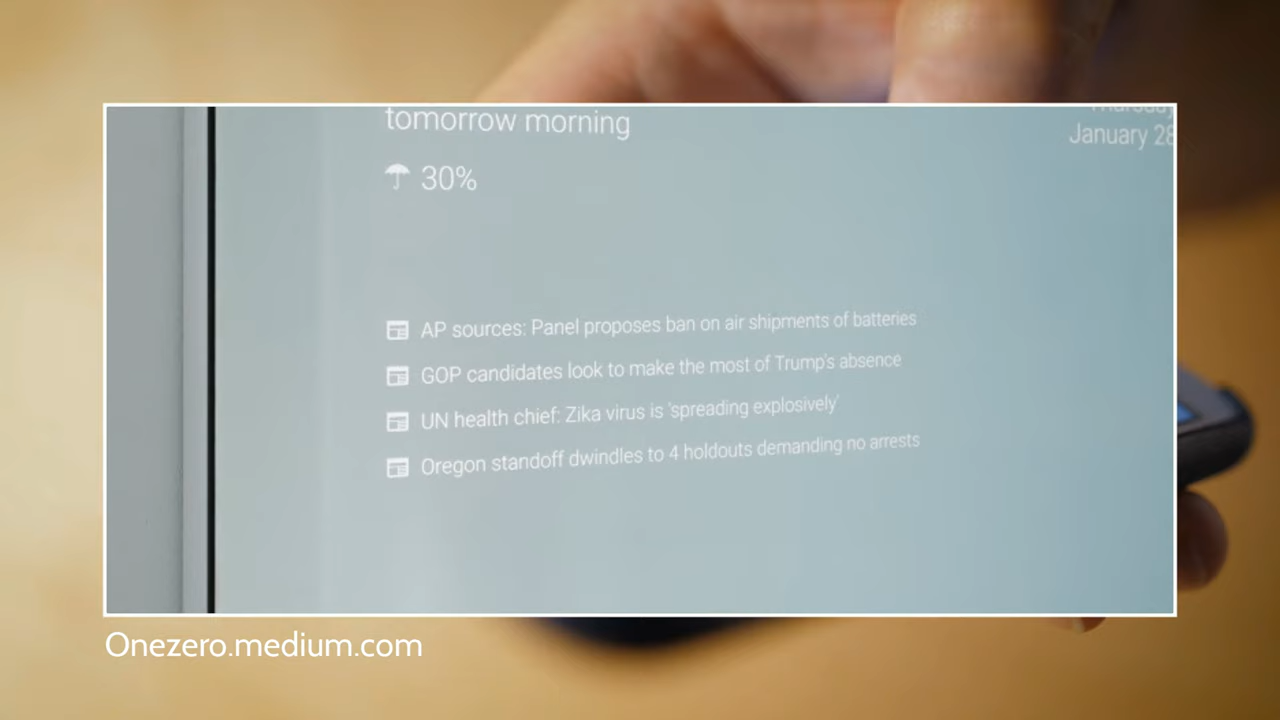 tomorrow morning
Thursday
January 28
30%
AP sources: Panel proposes ban on air shipments of batteries
GOP candidates look to make the most of Trump's absence
UN health chief: Zika virus is 'spreading explosively'
Oregon standoff dwindles to 4 holdouts demanding no arrests
Onezero.medium.com